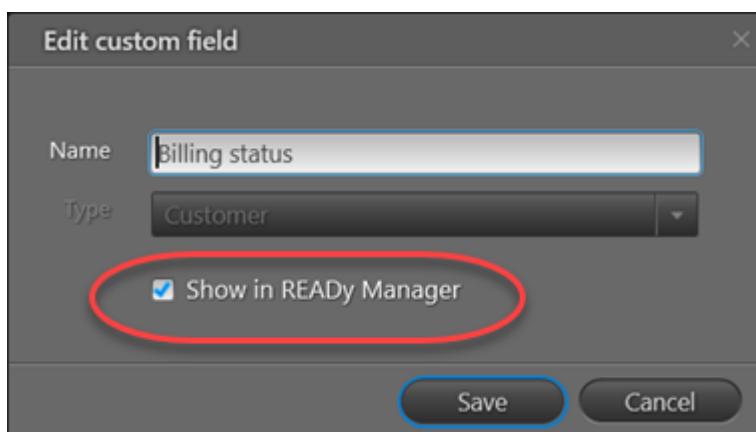 Edit custom field
Name Billing status
Type Customer
Show in READy Manager
Save Cancel